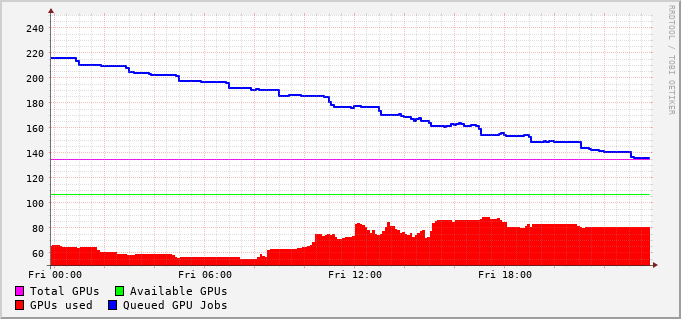 RRDTOOL / TOBI OETIKER
240
220
200
180
160
140
120
100
80
60
Fri 00:00 Fri 06:00 Fri 12:00 Fri 18:00
Total GPUs Available GPUs
GPUs used Queued GPU Jobs